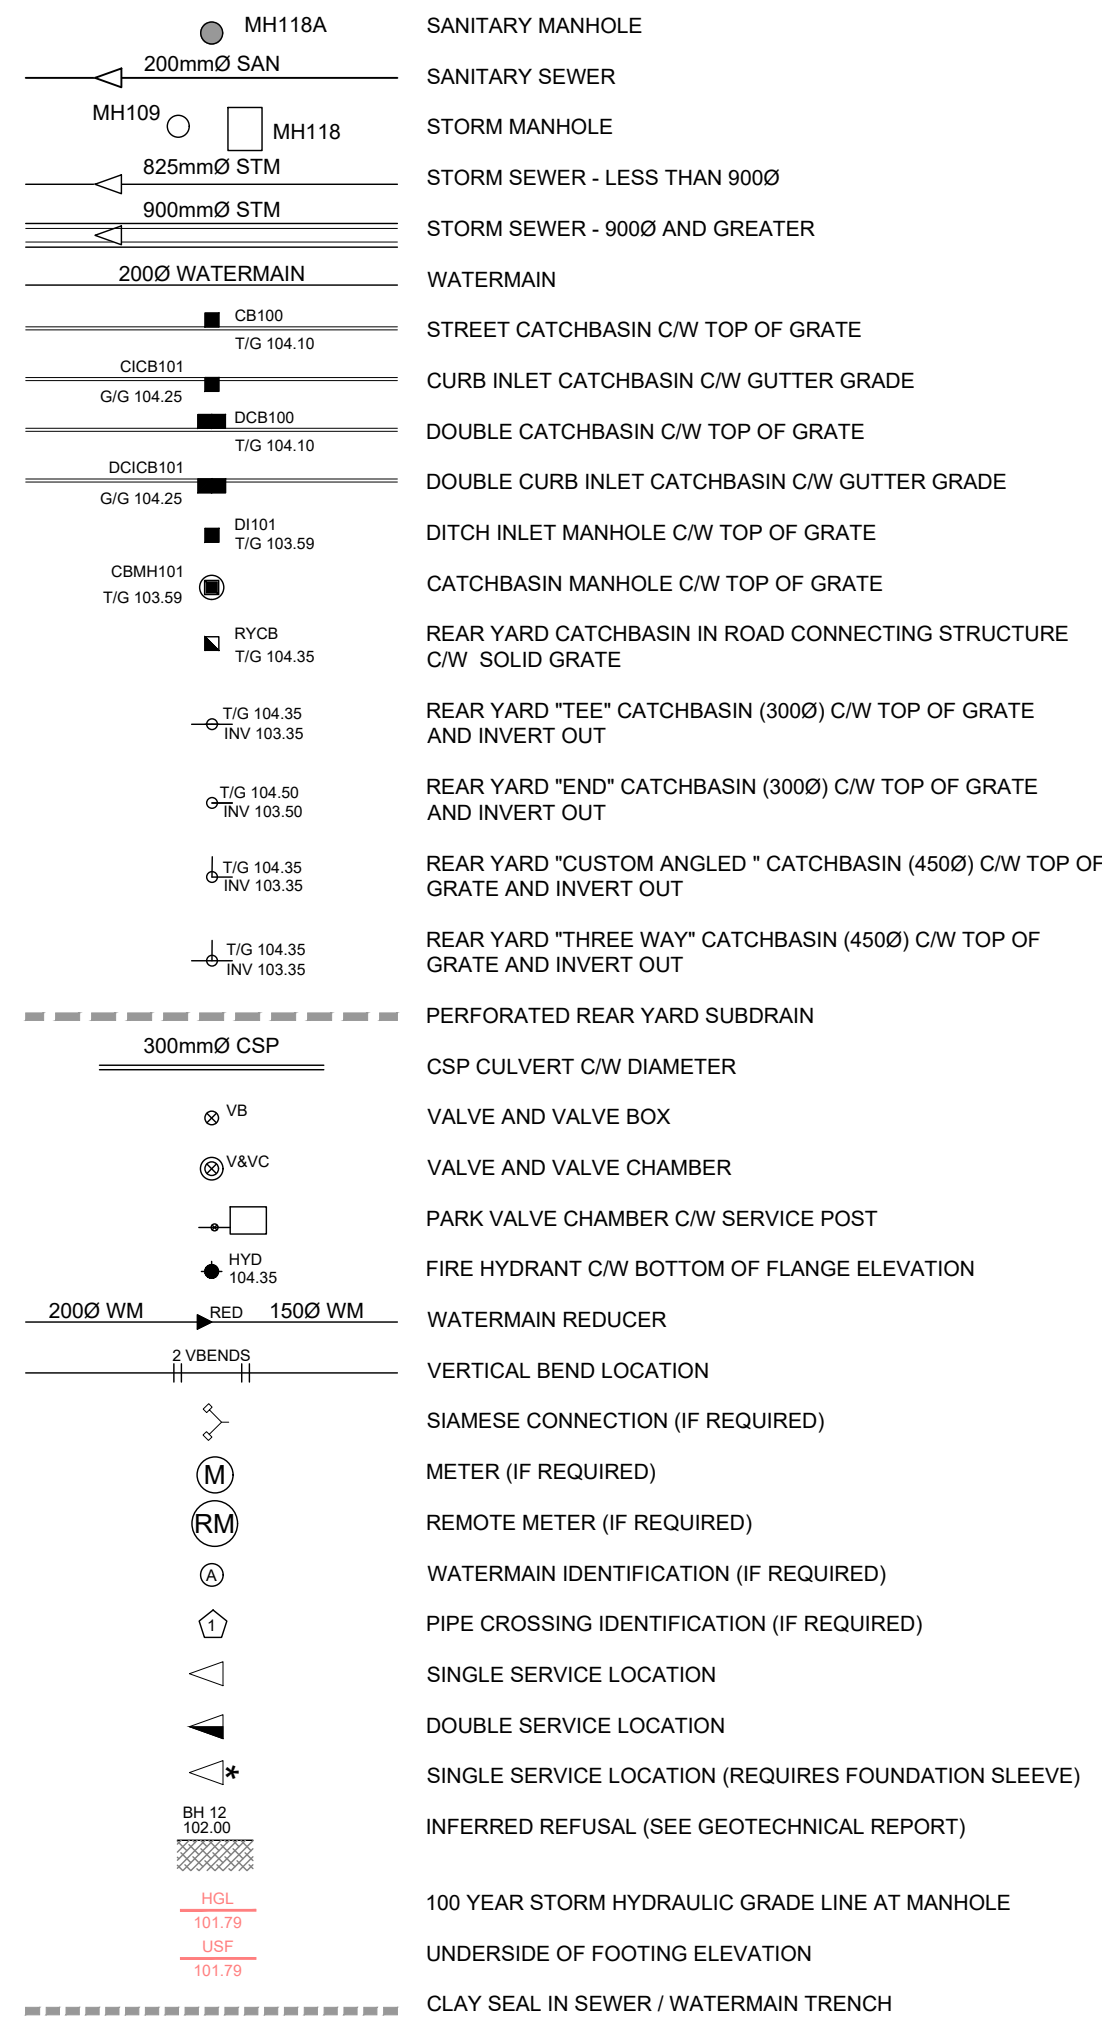 MH118A SANITARY MANHOLE
200mmØ SAN SANITARY SEWER
MH109 MH118 STORM MANHOLE
825mmØ STM STORM SEWER - LESS THAN 900Ø
900mmØ STM STORM SEWER - 900Ø AND GREATER
200Ø WATERMAIN WATERMAIN
CB100
T/G 104.10
STREET CATCHBASIN C/W TOP OF GRATE
CICB101
G/G 104.25
CURB INLET CATCHBASIN C/W GUTTER GRADE
DCB100
T/G 104.10
DOUBLE CATCHBASIN C/W TOP OF GRATE
DCICB101
G/G 104.25
DOUBLE CURB INLET CATCHBASIN C/W GUTTER GRADE
DI101
T/G 103.59
DITCH INLET MANHOLE C/W TOP OF GRATE
CBMH101
T/G 103.59
CATCHBASIN MANHOLE C/W TOP OF GRATE
RYCB
T/G 104.35
REAR YARD CATCHBASIN IN ROAD CONNECTING STRUCTURE
C/W SOLID GRATE
T/G 104.35
INV 103.35
REAR YARD "TEE" CATCHBASIN (300Ø) C/W TOP OF GRATE
AND INVERT OUT
T/G 104.50
INV 103.50
REAR YARD "END" CATCHBASIN (300Ø) C/W TOP OF GRATE
AND INVERT OUT
T/G 104.35
INV 103.35
REAR YARD "CUSTOM ANGLED " CATCHBASIN (450Ø) C/W TOP OF
GRATE AND INVERT OUT
T/G 104.35
INV 103.35
REAR YARD "THREE WAY" CATCHBASIN (450Ø) C/W TOP OF
GRATE AND INVERT OUT
PERFORATED REAR YARD SUBDRAIN
300mmØ CSP CSP CULVERT C/W DIAMETER
VB VALVE AND VALVE BOX
V&VC VALVE AND VALVE CHAMBER
PARK VALVE CHAMBER C/W SERVICE POST
HYD
104.35
FIRE HYDRANT C/W BOTTOM OF FLANGE ELEVATION
200Ø WM RED 150Ø WM WATERMAIN REDUCER
2 VBENDS VERTICAL BEND LOCATION
SIAMESE CONNECTION (IF REQUIRED)
M METER (IF REQUIRED)
RM REMOTE METER (IF REQUIRED)
A WATERMAIN IDENTIFICATION (IF REQUIRED)
1 PIPE CROSSING IDENTIFICATION (IF REQUIRED)
SINGLE SERVICE LOCATION
DOUBLE SERVICE LOCATION
* SINGLE SERVICE LOCATION (REQUIRES FOUNDATION SLEEVE)
BH 12
102.00
INFERRED REFUSAL (SEE GEOTECHNICAL REPORT)
HGL
101.79
100 YEAR STORM HYDRAULIC GRADE LINE AT MANHOLE
USF
101.79
UNDERSIDE OF FOOTING ELEVATION
CLAY SEAL IN SEWER / WATERMAIN TRENCH